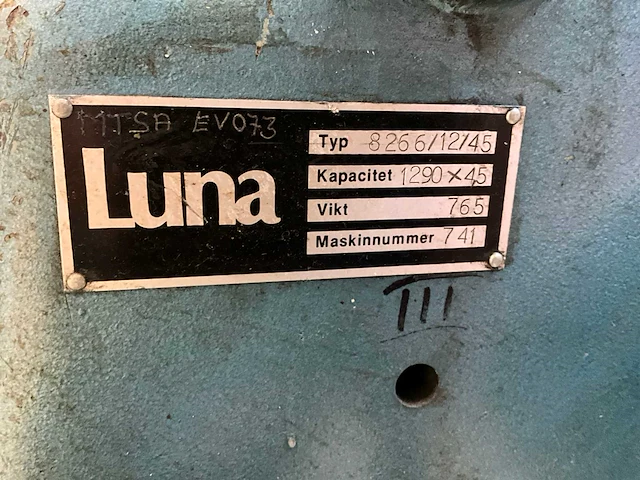 MTSA EV073
Luna
Typ 8266/12/45
Kapacitet 1290×45
Vikt 765
Maskinnummer 741
III